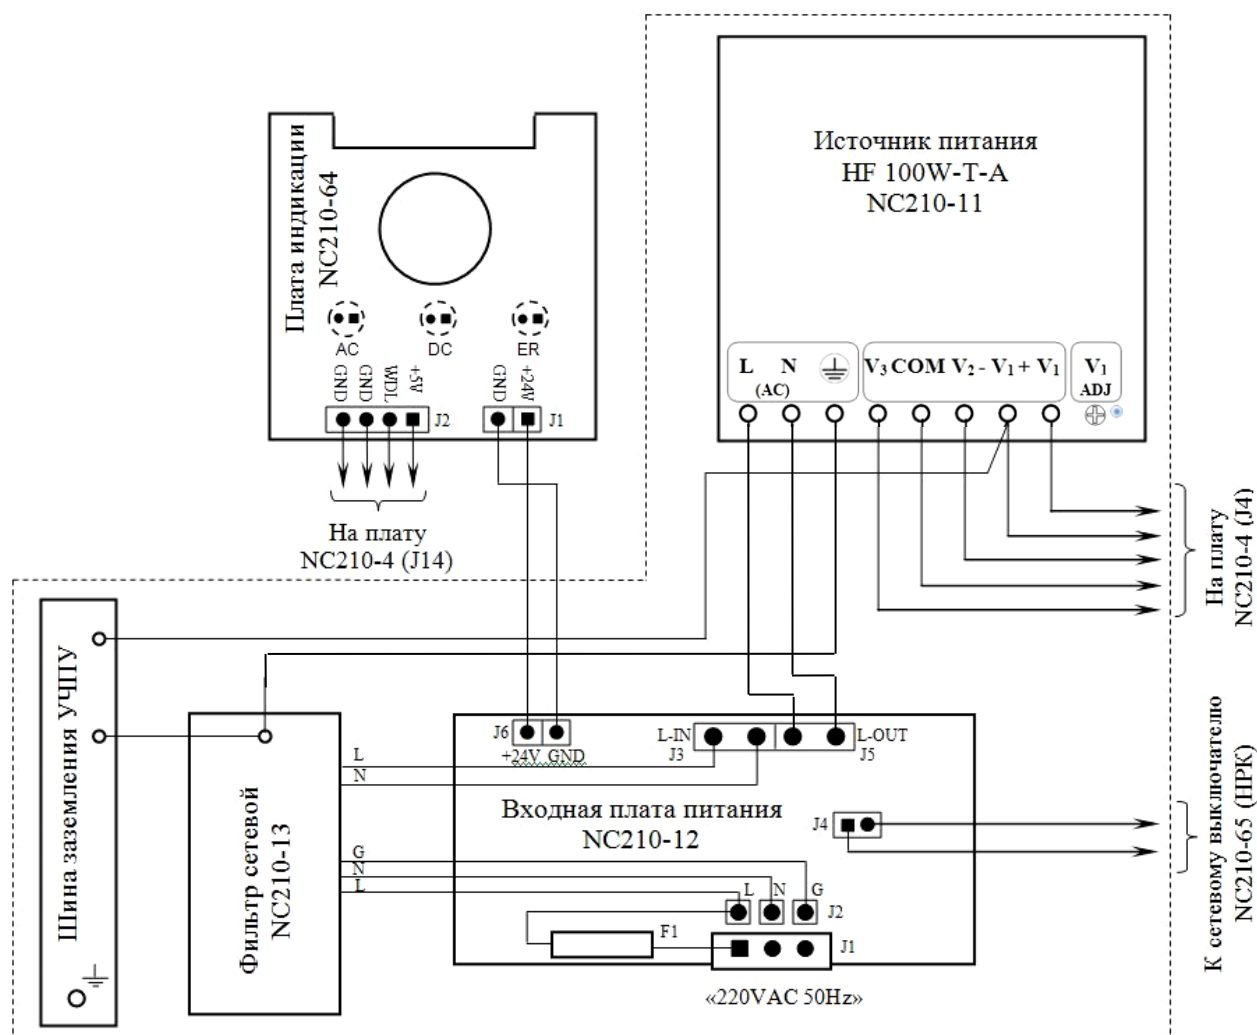 Источник питания
HF 100W-T-A
NC210-11
L N
(AC)
V3 COM V2 - V1 + V1
V1
ADJ
Плата индикации
NC210-64
AC DC ER
GND GND WDL +5V
J2
GND +24V
J1
На плату
NC210-4 (J14)
На плату
NC210-4 (J4)
Шина заземления УЧПУ
Фильтр сетевой
NC210-13
L
N
G
N
L
J6
+24V GND
L-IN
J3
L-OUT
J5
Входная плата питания
NC210-12
J4
К сетевому выключателю
NC210-65 (НРК)
L N G
J2
F1
J1
«220VAC 50Hz»